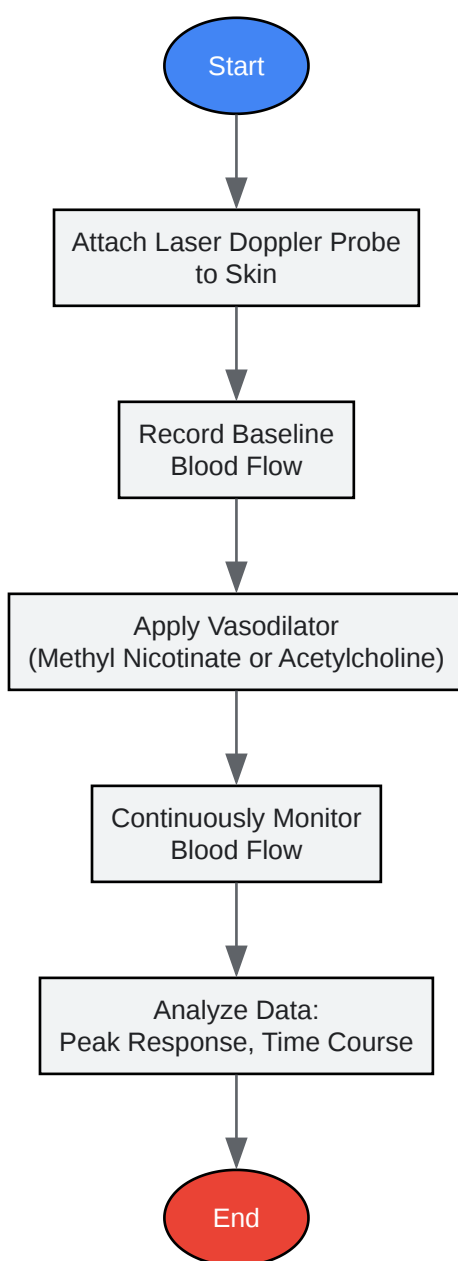 Start
Attach Laser Doppler Probe
to Skin
Record Baseline
Blood Flow
Apply Vasodilator
(Methyl Nicotinate or Acetylcholine)
Continuously Monitor
Blood Flow
Analyze Data:
Peak Response, Time Course
End